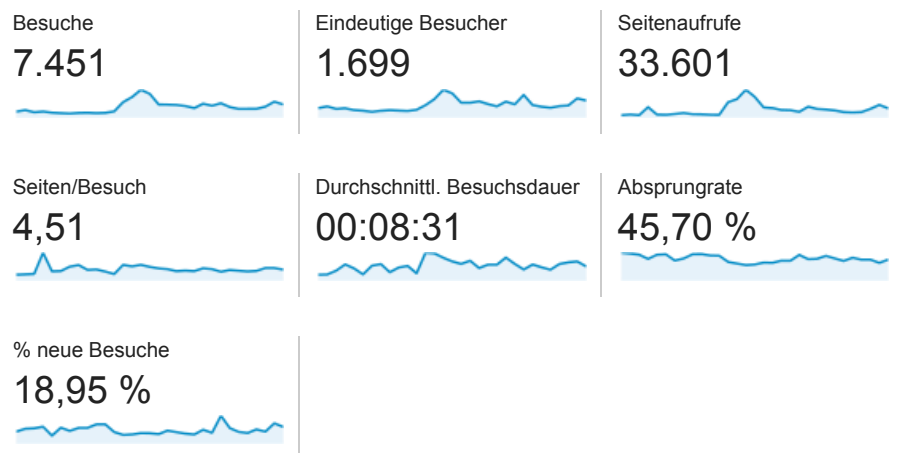 Besuche
7.451
Eindeutige Besucher
1.699
Seitenaufrufe
33.601
Seiten/Besuch
4,51
Durchschnittl. Besuchsdauer
00:08:31
Absprungrate
45,70 %
% neue Besuche
18,95 %